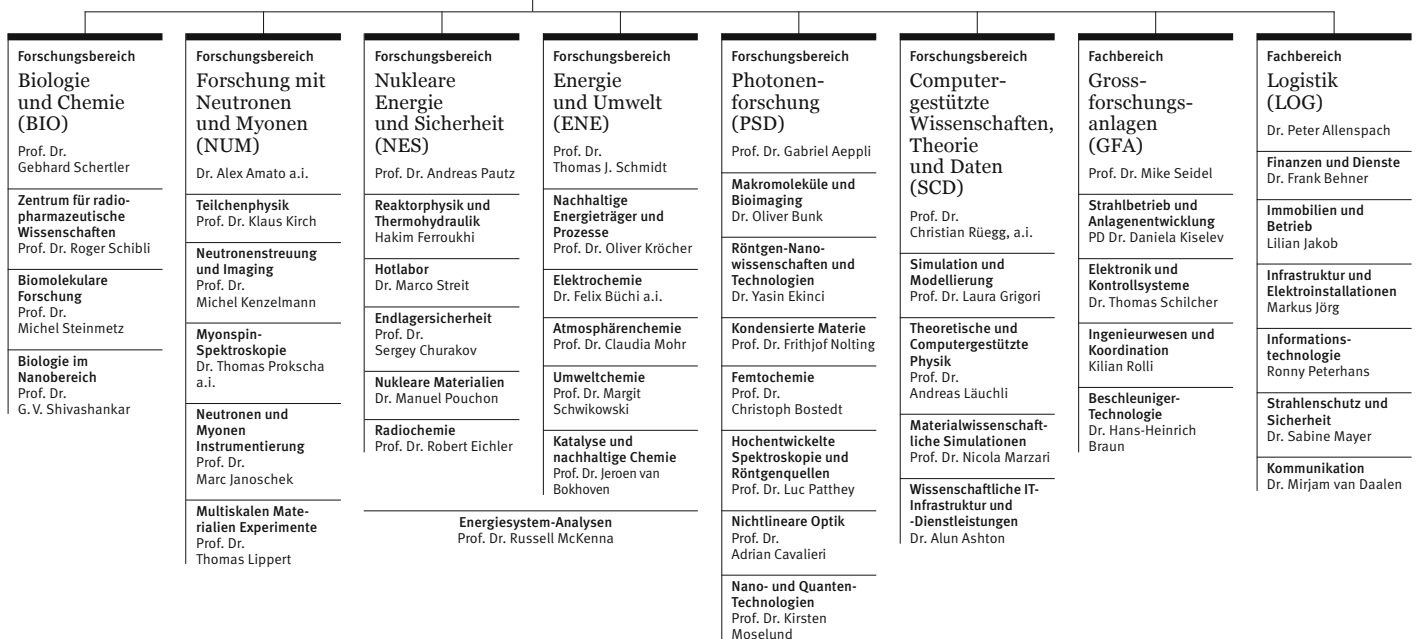 Forschungsbereich
Biologie
und Chemie
(BIO)
Prof. Dr.
Gebhard Schertler
Zentrum für radio-
pharmazeutische
Wissenschaften
Prof. Dr. Roger Schibli
Biomolekulare
Forschung
Prof. Dr.
Michel Steinmetz
Biologie im
Nanobereich
Prof. Dr.
G. V. Shivashankar
Forschungsbereich
Forschung mit
Neutronen
und Myonen
(NUM)
Dr. Alex Amato a.i.
Teilchenphysik
Prof. Dr. Klaus Kirch
Neutronenstreuung
und Imaging
Prof. Dr.
Michel Kenzelmann
Myonspin-
Spektroskopie
Dr. Thomas Prokscha
a.i.
Neutronen und
Myonen
Instrumentierung
Prof. Dr.
Marc Janoschek
Multiskalen Mate-
rialien Experimente
Prof. Dr.
Thomas Lippert
Forschungsbereich
Nukleare
Energie
und Sicherheit
(NES)
Prof. Dr. Andreas Pautz
Reaktorphysik und
Thermohydraulik
Hakim Ferroukhi
Hotlabor
Dr. Marco Streit
Endlagersicherheit
Prof. Dr.
Sergey Churakov
Nukleare Materialien
Dr. Manuel Pouchon
Radiochemie
Prof. Dr. Robert Eichler
Forschungsbereich
Energie
und Umwelt
(ENE)
Prof. Dr.
Thomas J. Schmidt
Nachhaltige
Energieträger und
Prozesse
Prof. Dr. Oliver Kröcher
Elektrochemie
Dr. Felix Büchi a.i.
Atmosphärenchemie
Prof. Dr. Claudia Mohr
Umweltchemie
Prof. Dr. Margit
Schwikowski
Katalyse und
nachhaltige Chemie
Prof. Dr. Jeroen van
Bokhoven
Energiesystem-Analysen
Prof. Dr. Russell McKenna
Forschungsbereich
Photonen-
forschung
(PSD)
Prof. Dr. Gabriel Aeppli
Makromoleküle und
Bioimaging
Dr. Oliver Bunk
Röntgen-Nano-
wissenschaften und
Technologien
Dr. Yasin Ekinci
Kondensierte Materie
Prof. Dr. Frithjof Nolting
Femtochemie
Prof. Dr.
Christoph Bostedt
Hochentwickelte
Spektroskopie und
Röntgenquellen
Prof. Dr. Luc Patthey
Nichtlineare Optik
Prof. Dr.
Adrian Cavalieri
Nano- und Quanten-
Technologien
Prof. Dr. Kirsten
Moselund
Forschungsbereich
Computer-
gestützte
Wissenschaften,
Theorie
und Daten
(SCD)
Prof. Dr.
Christian Rüegg, a.i.
Simulation und
Modellierung
Prof. Dr. Laura Grigori
Theoretische und
Computergestützte
Physik
Prof. Dr.
Andreas Läuchli
Materialwissenschaft-
liche Simulationen
Prof. Dr. Nicola Marzari
Wissenschaftliche IT-
Infrastruktur und
-Dienstleistungen
Dr. Alun Ashton
Fachbereich
Gross-
forschungs-
anlagen
(GFA)
Prof. Dr. Mike Seidel
Strahlbetrieb und
Anlagenentwicklung
PD Dr. Daniela Kiselev
Elektronik und
Kontrollsysteme
Dr. Thomas Schilcher
Ingenieurwesen und
Koordination
Kilian Rolli
Beschleuniger-
Technologie
Dr. Hans-Heinrich
Braun
Fachbereich
Logistik
(LOG)
Dr. Peter Allenspach
Finanzen und Dienste
Dr. Frank Behner
Immobilien und
Betrieb
Lilian Jakob
Infrastruktur und
Elektroinstallationen
Markus Jörg
Informations-
technologie
Ronny Peterhans
Strahlenschutz und
Sicherheit
Dr. Sabine Mayer
Kommunikation
Dr. Mirjam van Daalen